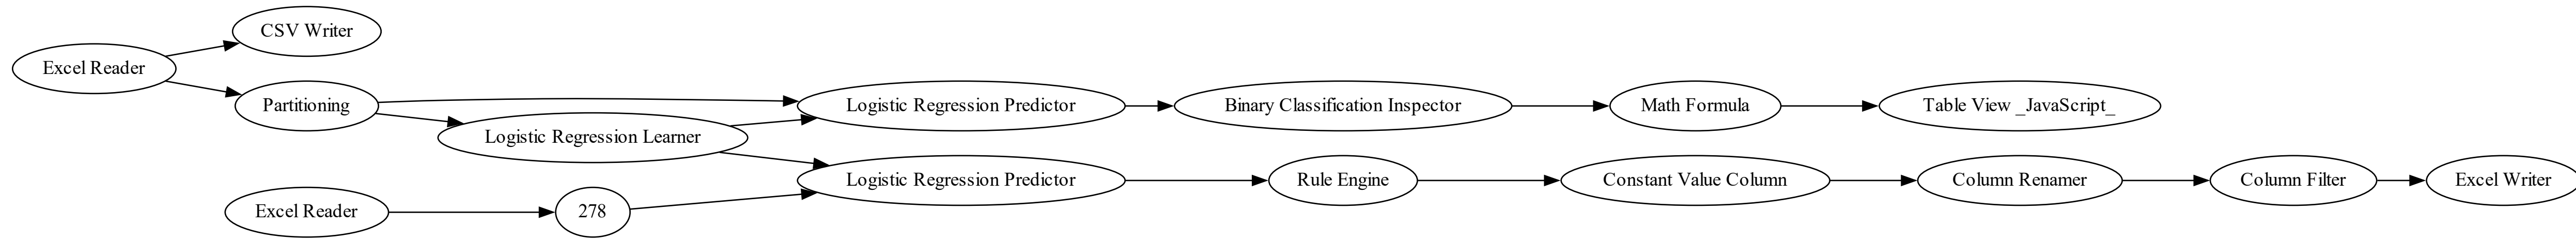 CSV Writer
Excel Reader
Partitioning
Logistic Regression Predictor
Binary Classification Inspector
Math Formula
Table View _JavaScript_
Logistic Regression Learner
Logistic Regression Predictor
Rule Engine
Constant Value Column
Column Renamer
Column Filter
Excel Writer
Excel Reader
278